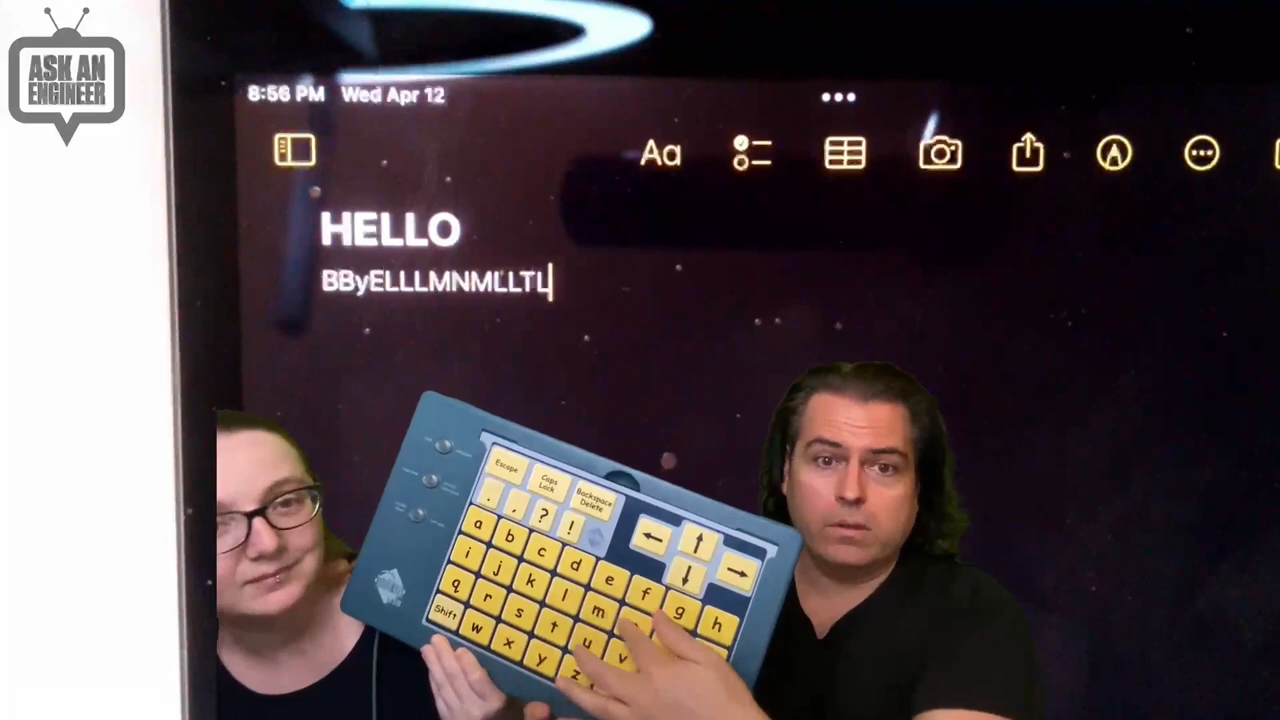 ASK AN
ENGINEER
8:56 PM Wed Apr 12
Aa
HELLO
BByELLLMNMLLTL
Escape
Caps
Lock
Backspace
Delete
. , ? !
a b c d e f g h
i j k l m
q r s t u v
Shift w x y z